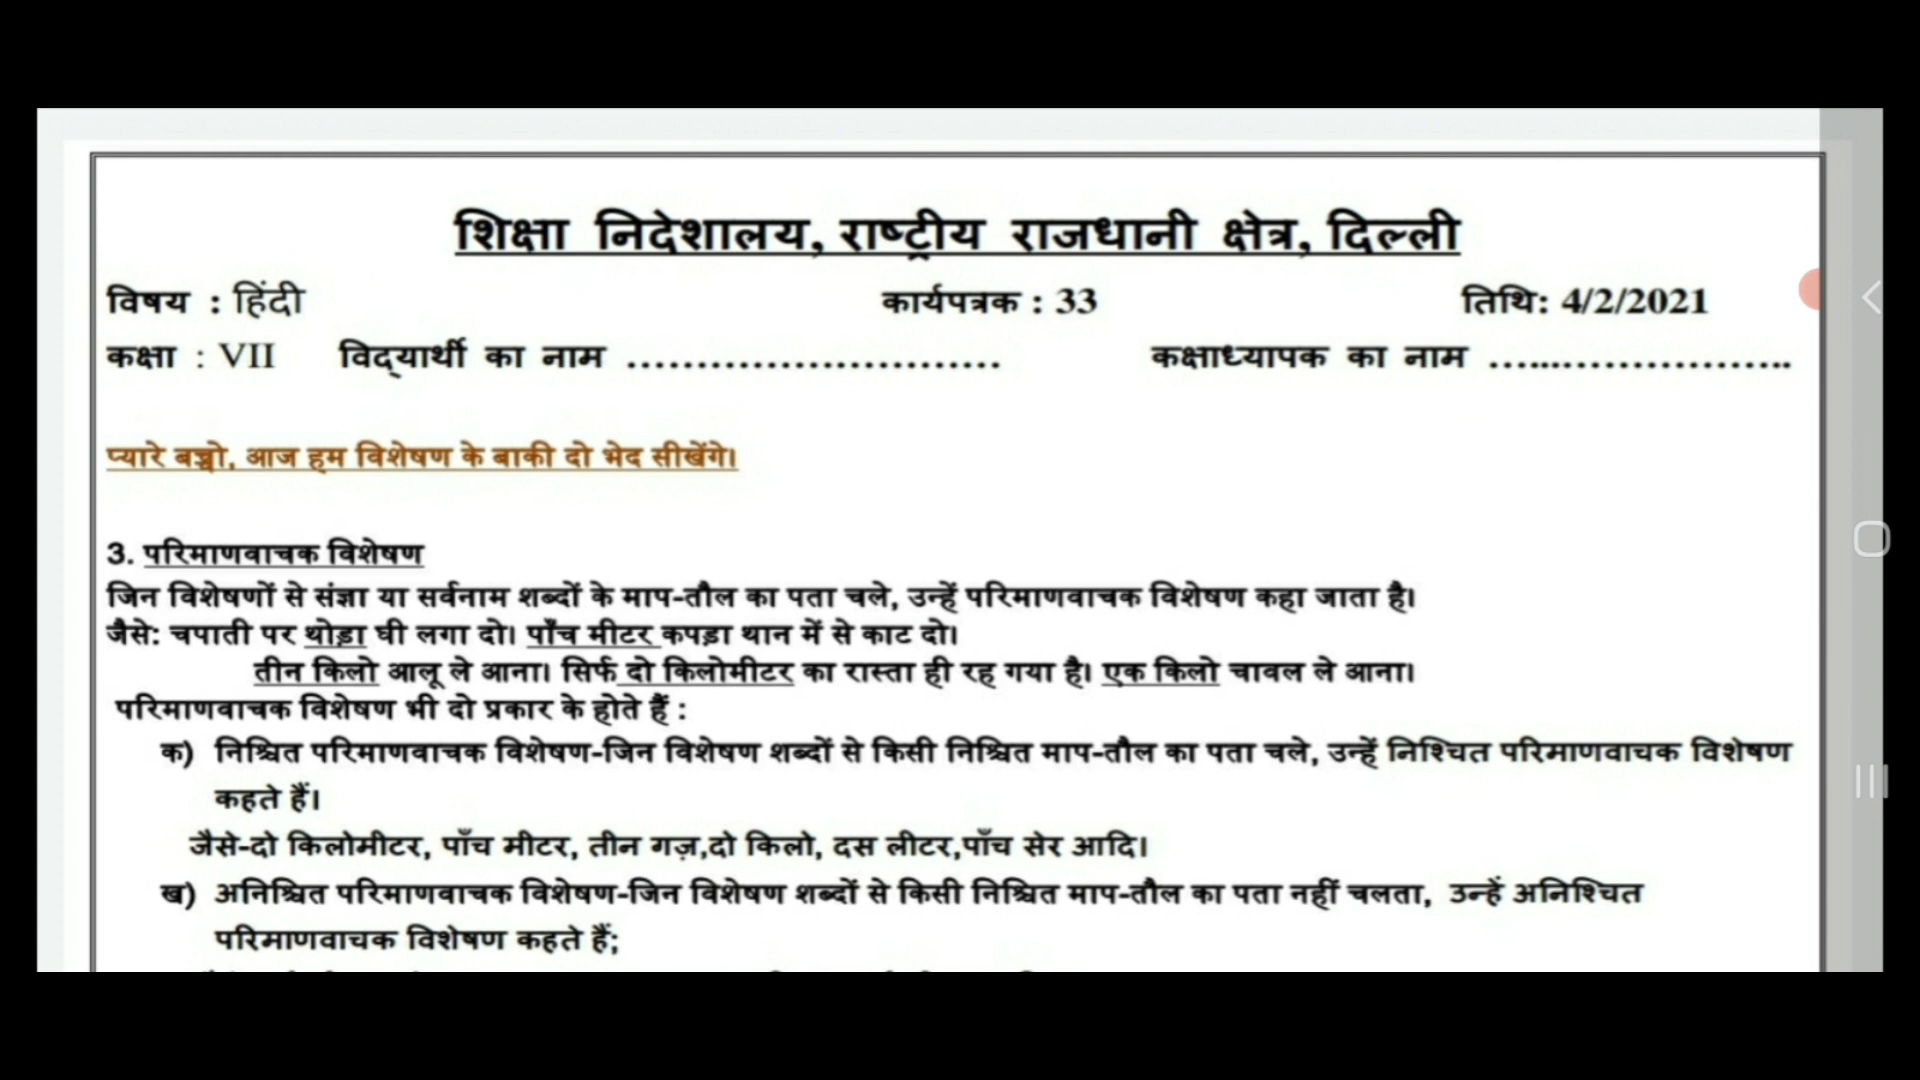 शिक्षा निदेशालय, राष्ट्रीय राजधानी क्षेत्र, दिल्ली
विषय : हिंदी कार्यपत्रक : 33 तिथि: 4/2/2021
कक्षा : VII विद्यार्थी का नाम ........................... कक्षाध्यापक का नाम ......................
प्यारे बच्चो, आज हम विशेषण के बाकी दो भेद सीखेंगे।
3. परिमाणवाचक विशेषण
जिन विशेषणों से संज्ञा या सर्वनाम शब्दों के माप-तौल का पता चले, उन्हें परिमाणवाचक विशेषण कहा जाता है।
जैसे: चपाती पर थोड़ा घी लगा दो। पाँच मीटर कपड़ा थान में से काट दो।
तीन किलो आलू ले आना। सिर्फ दो किलोमीटर का रास्ता ही रह गया है। एक किलो चावल ले आना।
परिमाणवाचक विशेषण भी दो प्रकार के होते हैं :
क) निश्चित परिमाणवाचक विशेषण-जिन विशेषण शब्दों से किसी निश्चित माप-तौल का पता चले, उन्हें निश्चित परिमाणवाचक विशेषण
कहते हैं।
जैसे-दो किलोमीटर, पाँच मीटर, तीन गज़,दो किलो, दस लीटर,पाँच सेर आदि।
ख) अनिश्चित परिमाणवाचक विशेषण-जिन विशेषण शब्दों से किसी निश्चित माप-तौल का पता नहीं चलता, उन्हें अनिश्चित
परिमाणवाचक विशेषण कहते हैं;